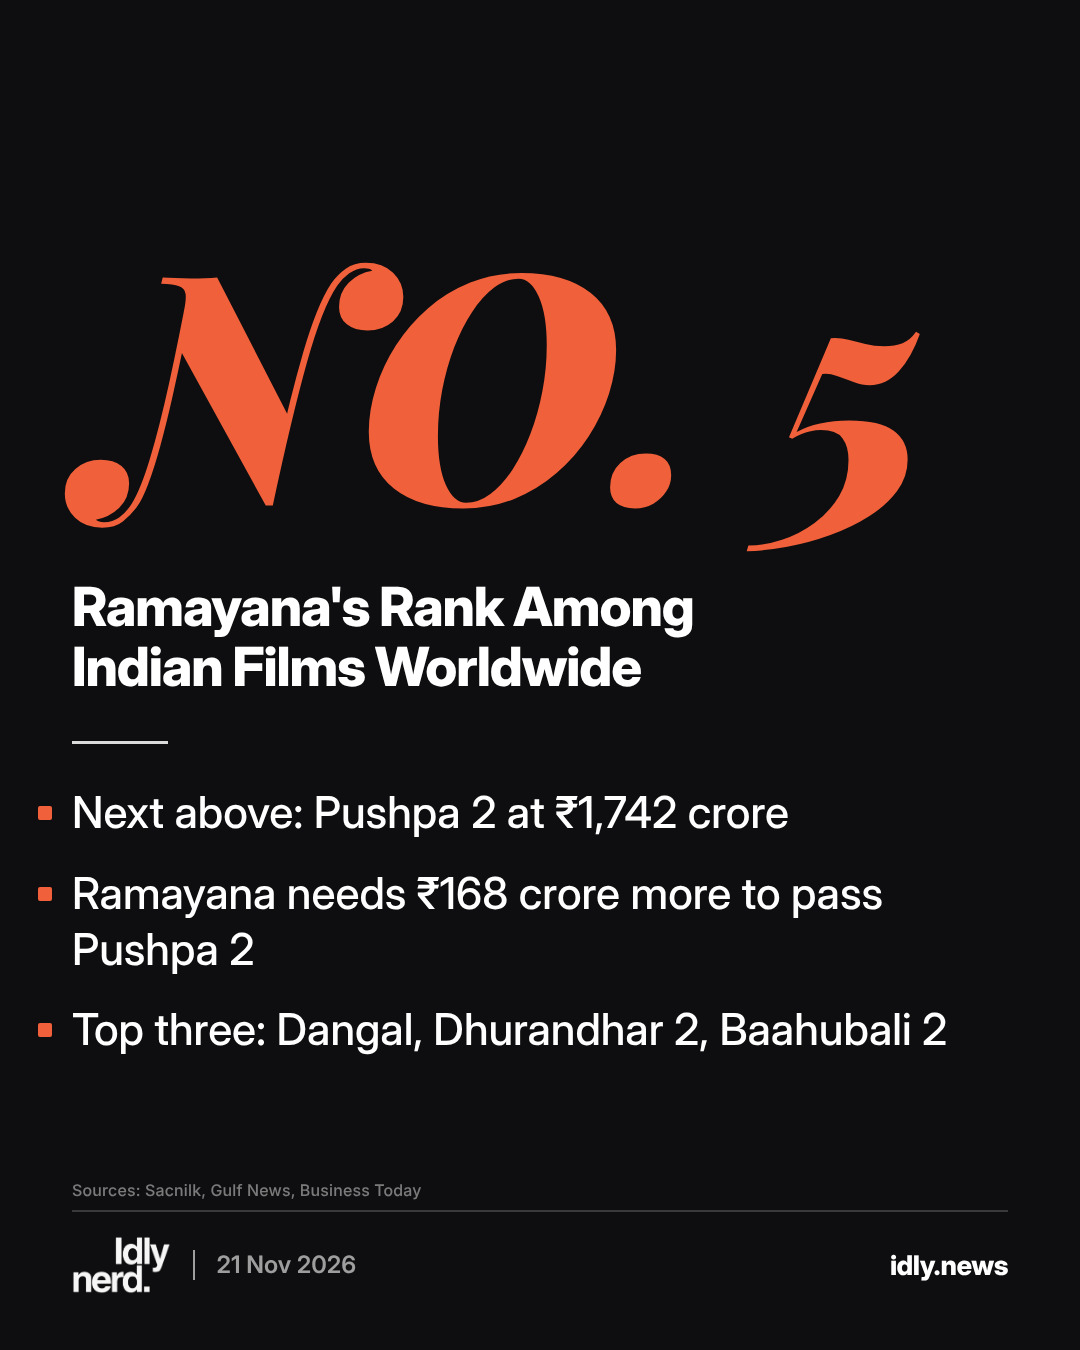 NO. 5
Ramayana's Rank Among
Indian Films Worldwide
Next above: Pushpa 2 at ₹1,742 crore
Ramayana needs ₹168 crore more to pass
Pushpa 2
Top three: Dangal, Dhurandhar 2, Baahubali 2
Sources: Sacnilk, Gulf News, Business Today
Idly
nerd.
21 Nov 2026
idly.news